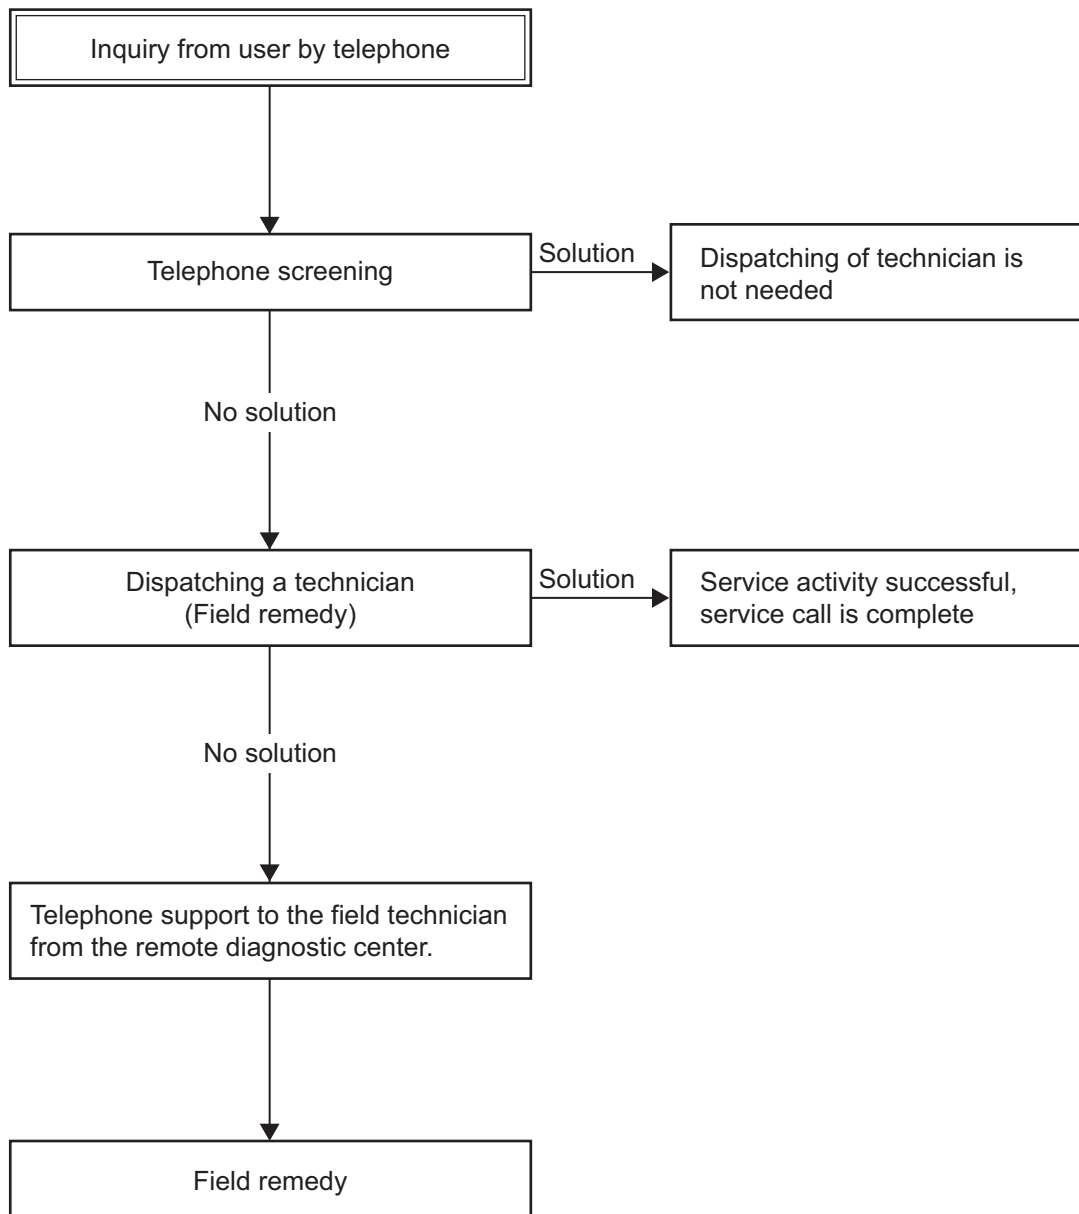 Inquiry from user by telephone
Telephone screening
Solution
Dispatching of technician is
not needed
No solution
Dispatching a technician
(Field remedy)
Solution
Service activity successful,
service call is complete
No solution
Telephone support to the field technician
from the remote diagnostic center.
Field remedy